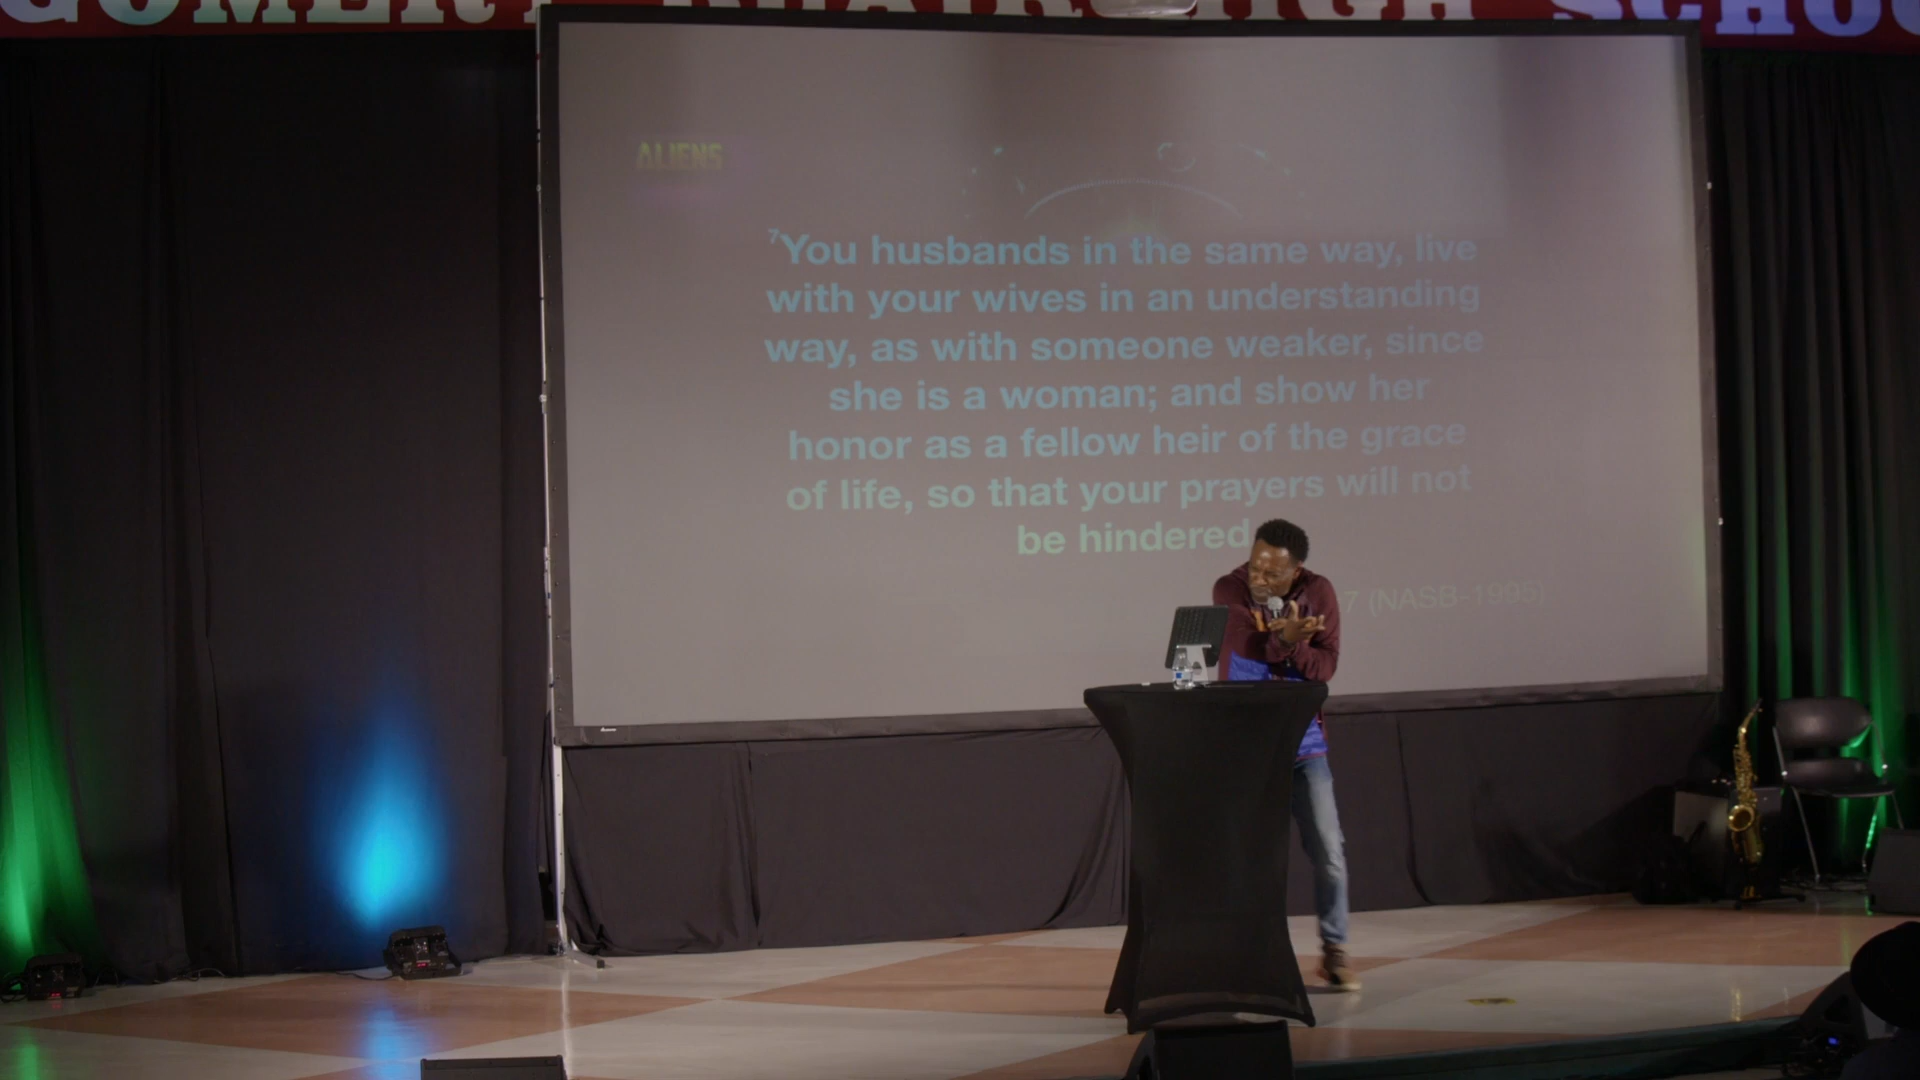 SCHO
ALIENS
7You husbands in the same way, live
with your wives in an understanding
way, as with someone weaker, since
she is a woman; and show her
honor as a fellow heir of the grace
of life, so that your prayers will not
be hindered
7 (NASB-1995)